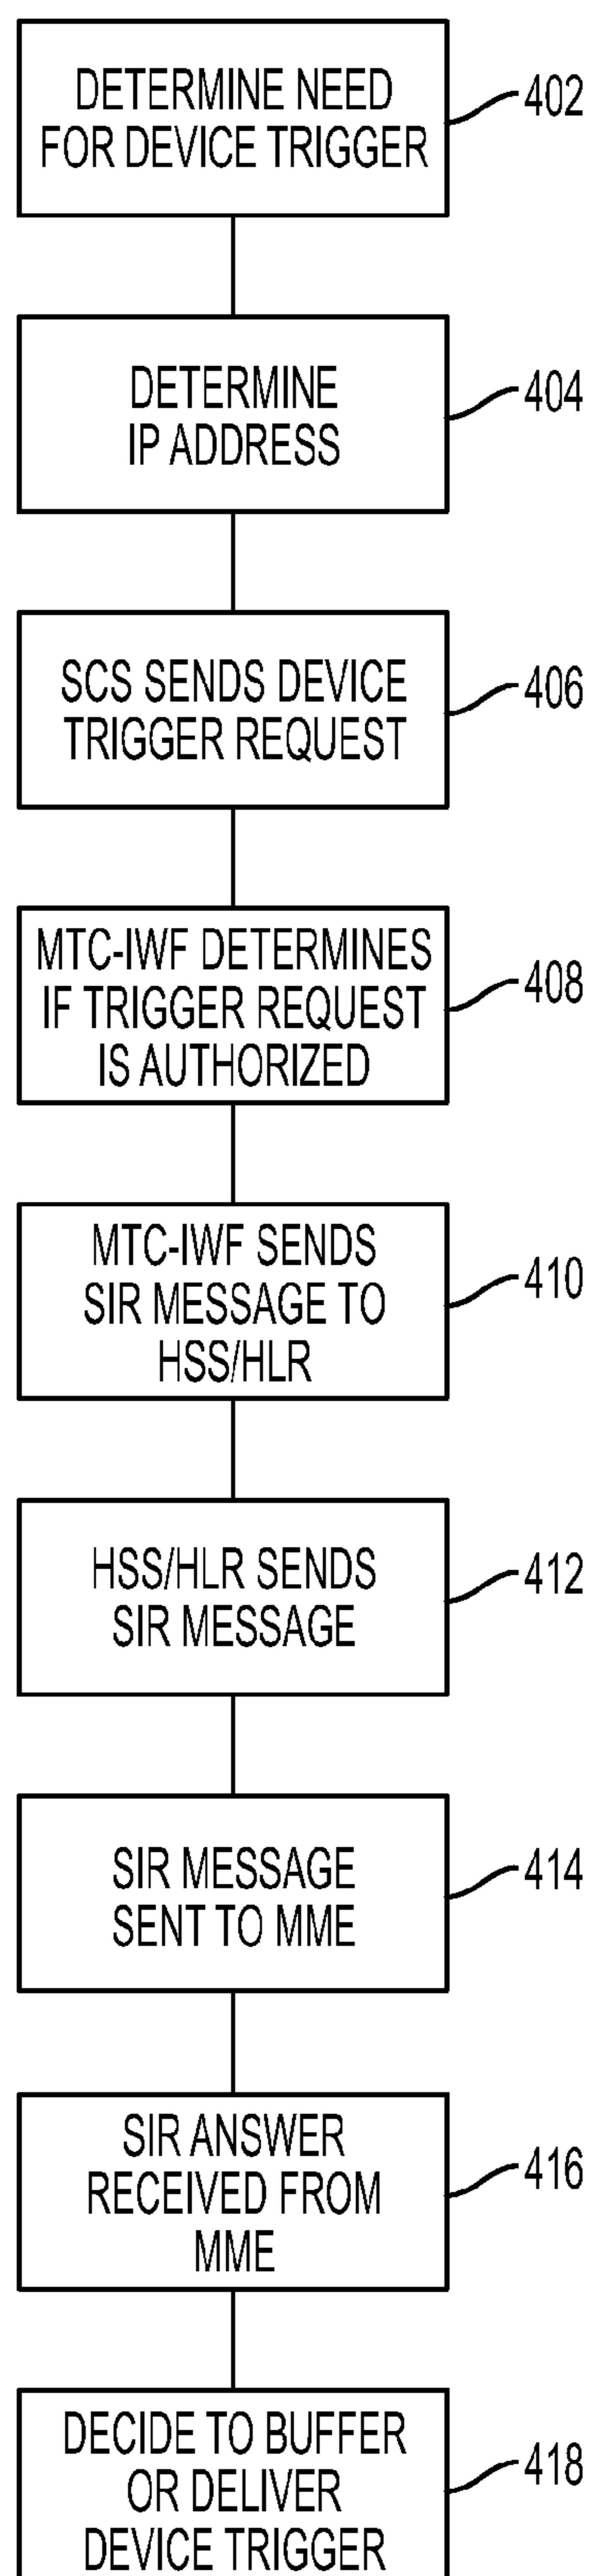 DETERMINE NEED
FOR DEVICE TRIGGER
402
DETERMINE
IP ADDRESS
404
SCS SENDS DEVICE
TRIGGER REQUEST
406
MTC-IWF DETERMINES
IF TRIGGER REQUEST
IS AUTHORIZED
408
MTC-IWF SENDS
SIR MESSAGE TO
HSS/HLR
410
HSS/HLR SENDS
SIR MESSAGE
412
SIR MESSAGE
SENT TO MME
414
SIR ANSWER
RECEIVED FROM
MME
416
DECIDE TO BUFFER
OR DELIVER
DEVICE TRIGGER
418